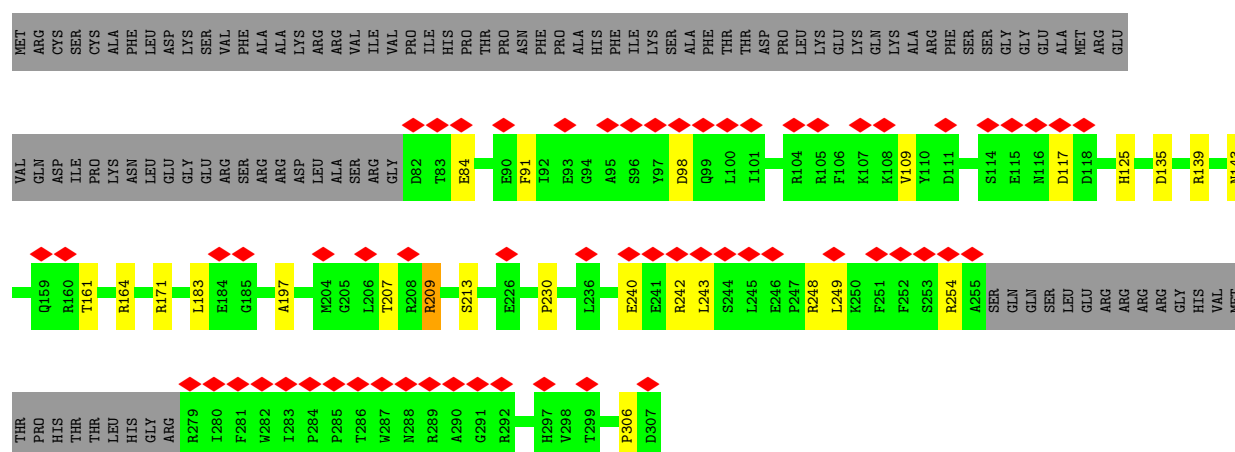 MET ARG CYS SER CYS ALA PHE LEU ASP LYS SER VAL PHE ALA ALA LYS ARG ARG VAL ILE VAL PRO ILE HIS PRO THR PRO ASN PHE PRO ALA HIS PHE ILE LYS SER ALA PHE THR THR ASP PRO LEU LYS GLU LYS GLN LYS ALA ARG PHE SER SER GLY GLY GLU ALA MET ARG GLU
VAL GLN ASP ILE PRO LYS ASN LEU GLU GLY GLU ARG SER ARG ARG ASP LEU ALA SER ARG GLY D82 T83 E84 E90 F91 I92 E93 G94 A95 S96 Y97 D98 Q99 L100 I101 R104 R105 F106 K107 K108 V109 Y110 D111 S114 E115 N116 D117 D118 H125 D135 R139 N143
Q159 R160 T161 R164 R171 L183 E184 G185 A197 M204 G205 L206 T207 R208 R209 S213 E226 P230 L236 E240 E241 R242 L243 S244 L245 E246 P247 R248 L249 K250 F251 F252 S253 R254 A255 SER GLN GLN SER LEU GLU ARG ARG ARG ARG GLY HIS VAL MET
THR PRO HIS THR THR LEU HIS GLY ARG R279 I280 F281 W282 I283 P284 P285 T286 W287 N288 R289 A290 G291 R292 H297 V298 T299 P306 D307